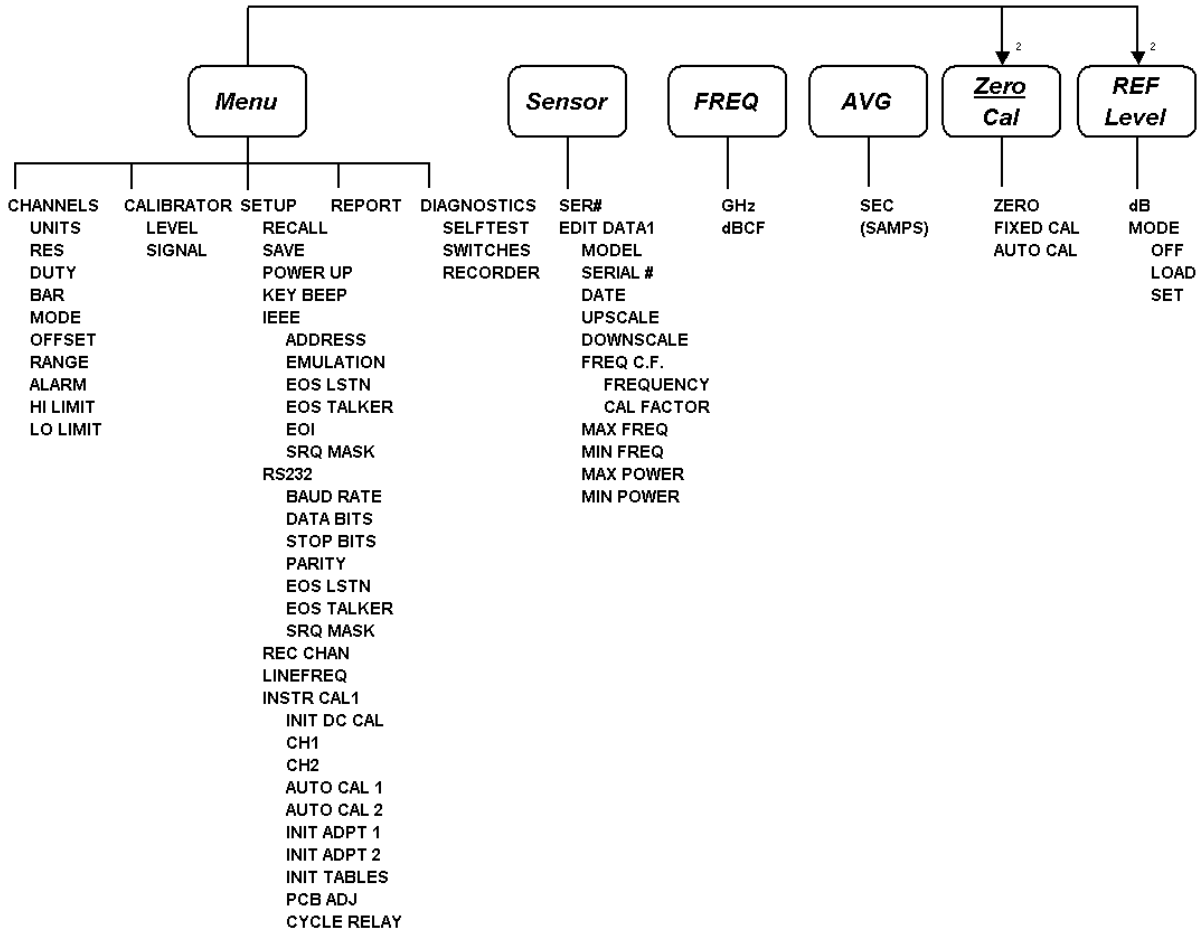 2
2
Menu
Sensor
FREQ
AVG
Zero
Cal
REF
Level
CHANNELS
UNITS
RES
DUTY
BAR
MODE
OFFSET
RANGE
ALARM
HI LIMIT
LO LIMIT
CALIBRATOR
LEVEL
SIGNAL
SETUP
RECALL
SAVE
POWER UP
KEY BEEP
IEEE
ADDRESS
EMULATION
EOS LSTN
EOS TALKER
EOI
SRQ MASK
RS232
BAUD RATE
DATA BITS
STOP BITS
PARITY
EOS LSTN
EOS TALKER
SRQ MASK
REC CHAN
LINEFREQ
INSTR CAL1
INIT DC CAL
CH1
CH2
AUTO CAL 1
AUTO CAL 2
INIT ADPT 1
INIT ADPT 2
INIT TABLES
PCB ADJ
CYCLE RELAY
REPORT
DIAGNOSTICS
SELFTEST
SWITCHES
RECORDER
SER#
EDIT DATA1
MODEL
SERIAL #
DATE
UPSCALE
DOWNSCALE
FREQ C.F.
FREQUENCY
CAL FACTOR
MAX FREQ
MIN FREQ
MAX POWER
MIN POWER
GHz
dBCF
SEC
(SAMPS)
ZERO
FIXED CAL
AUTO CAL
dB
MODE
OFF
LOAD
SET